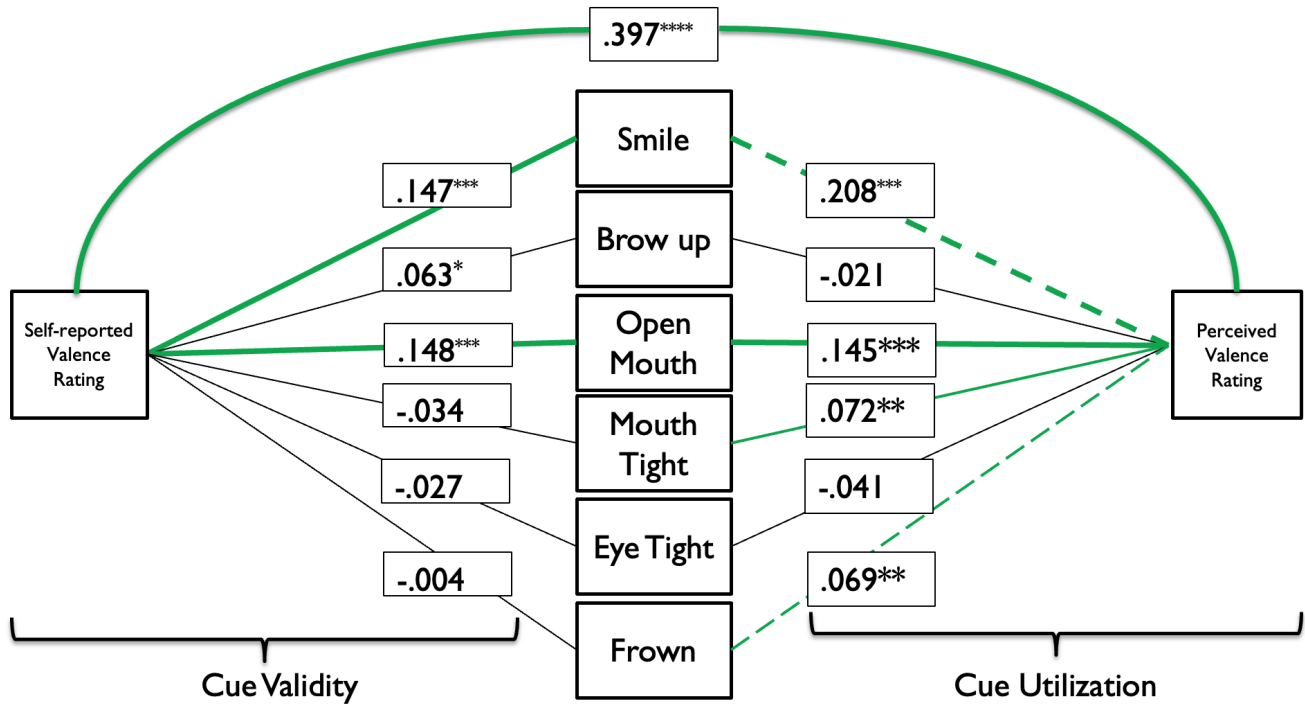 .397****
Smile
.147***
.208***
Brow up
.063*
-.021
Self-reported
Valence
Rating
Open
Mouth
.148***
.145***
Perceived
Valence
Rating
-.034
Mouth
Tight
.072**
-.027
Eye Tight
-.041
-.004
Frown
.069**
Cue Validity
Cue Utilization